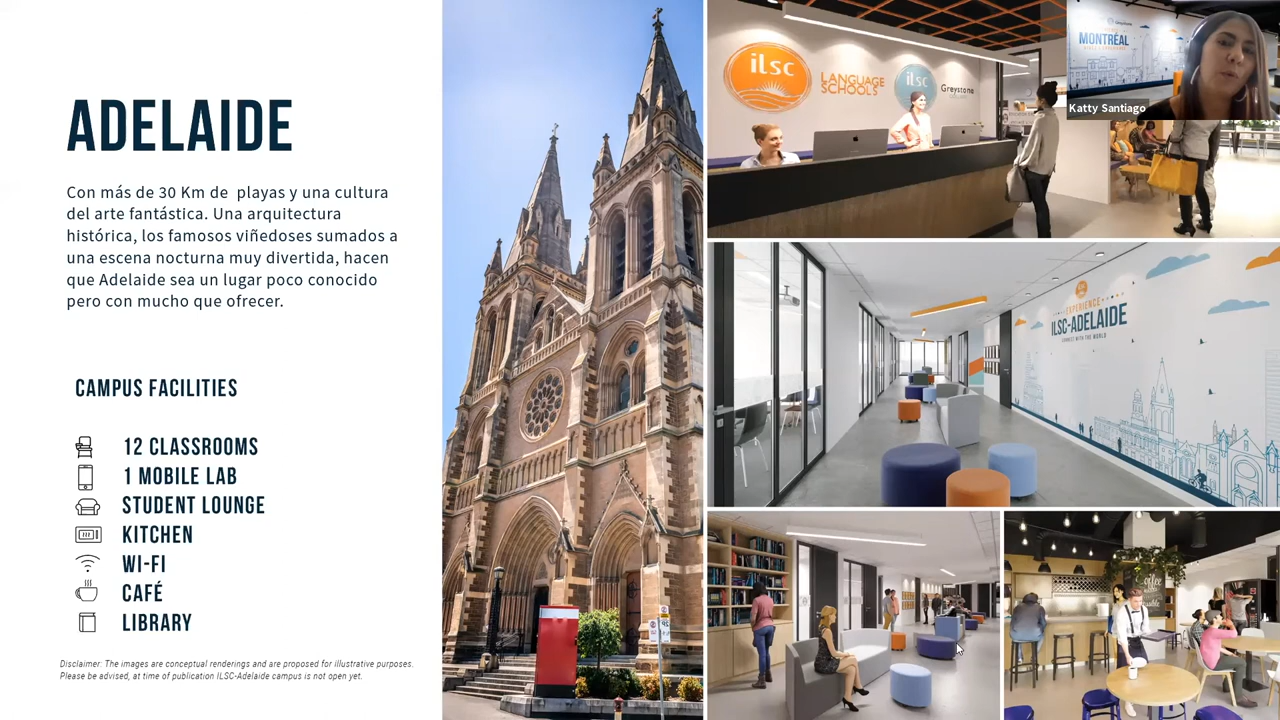 ADELAIDE
Con más de 30 Km de playas y una cultura
del arte fantástica. Una arquitectura
histórica, los famosos viñedoses sumados a
una escena nocturna muy divertida, hacen
que Adelaide sea un lugar poco conocido
pero con mucho que ofrecer.
CAMPUS FACILITIES
12 CLASSROOMS
1 MOBILE LAB
STUDENT LOUNGE
KITCHEN
WI-FI
CAFÉ
LIBRARY
Disclaimer: The images are conceptual renderings and are proposed for illustrative purposes.
Please be advised, at time of publication ILSC-Adelaide campus is not open yet.
ilsc
LANGUAGE
SCHOOLS
ilsc
Greystone
MONTRÉAL
Katty Santiago
EXPERIENCE
ILSC-ADELAIDE
CONNECT WITH THE WORLD
coffee